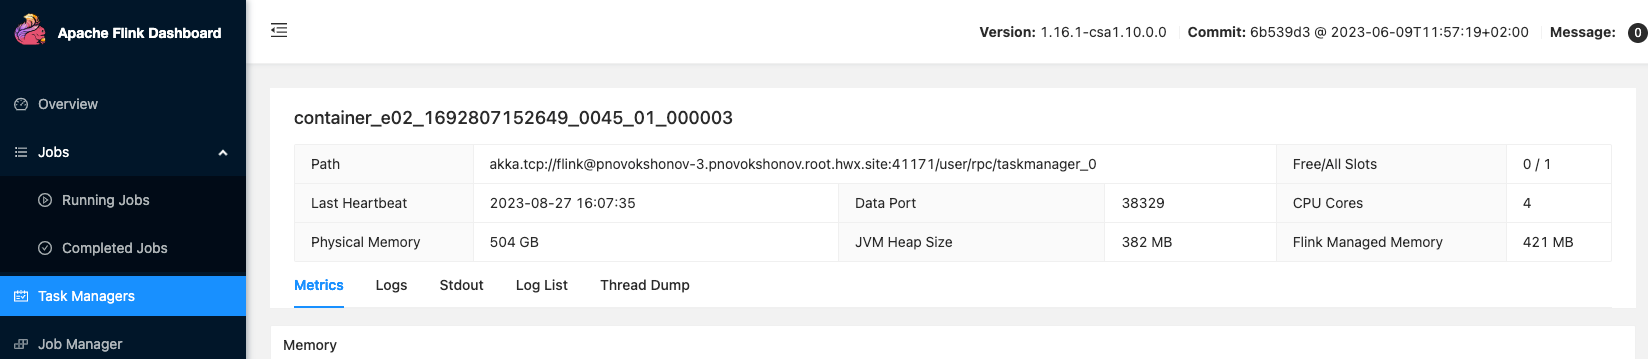 Apache Flink Dashboard
Version: 1.16.1-csa1.10.0.0 Commit: 6b539d3 @ 2023-06-09T11:57:19+02:00 Message: 0
Overview
Jobs
Running Jobs
Completed Jobs
Task Managers
Job Manager
container_e02_1692807152649_0045_01_000003
Path akka.tcp://flink@pnovokshonov-3.pnovokshonov.root.hwx.site:41171/user/rpc/taskmanager_0 Free/All Slots 0 / 1
Last Heartbeat 2023-08-27 16:07:35 Data Port 38329 CPU Cores 4
Physical Memory 504 GB JVM Heap Size 382 MB Flink Managed Memory 421 MB
Metrics Logs Stdout Log List Thread Dump
Memory